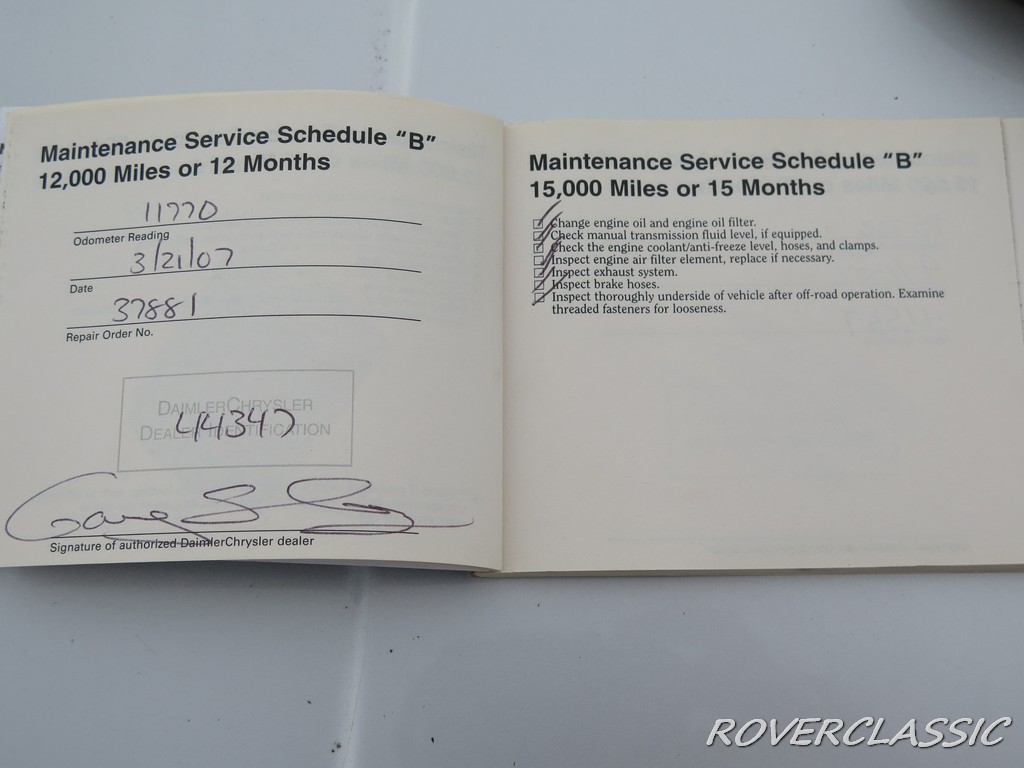 Maintenance Service Schedule “B”
12,000 Miles or 12 Months
11770
Odometer Reading
3/21/07
Date
37881
Repair Order No.
DAIMLERCHRYSLER
DEALER IDENTIFICATION
44347
Signature of authorized DaimlerChrysler dealer
Maintenance Service Schedule “B”
15,000 Miles or 15 Months
Change engine oil and engine oil filter.
Check manual transmission fluid level, if equipped.
Check the engine coolant/anti-freeze level, hoses, and clamps.
Inspect engine air filter element, replace if necessary.
Inspect exhaust system.
Inspect brake hoses.
Inspect thoroughly underside of vehicle after off-road operation. Examine
threaded fasteners for looseness.
ROVERCLASSIC